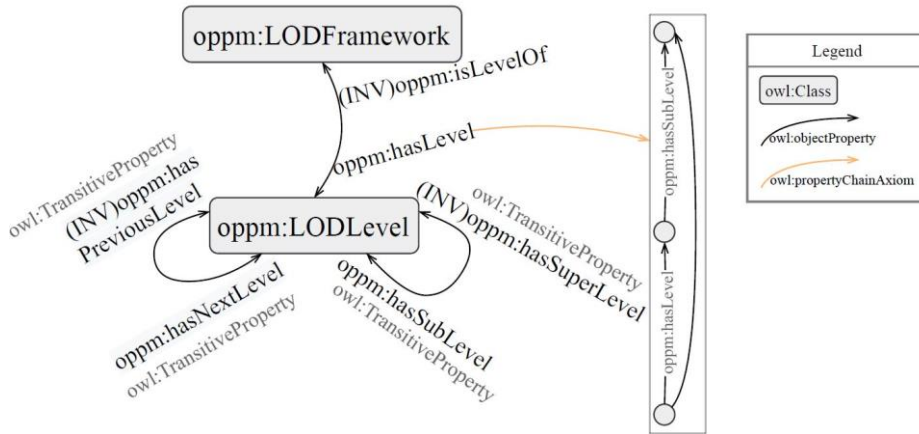 oppm:LODFramework
(INV)oppm:isLevelOf
oppm:hasLevel
owl:TransitiveProperty
(INV)oppm:has
PreviousLevel
oppm:LODLevel
owl:TransitiveProperty
(INV)oppm:hasSuperLevel
oppm:hasNextLevel
owl:TransitiveProperty
oppm:hasSubLevel
owl:TransitiveProperty
oppm:hasSubLevel
oppm:hasLevel
Legend
owl:Class
owl:objectProperty
owl:propertyChainAxiom